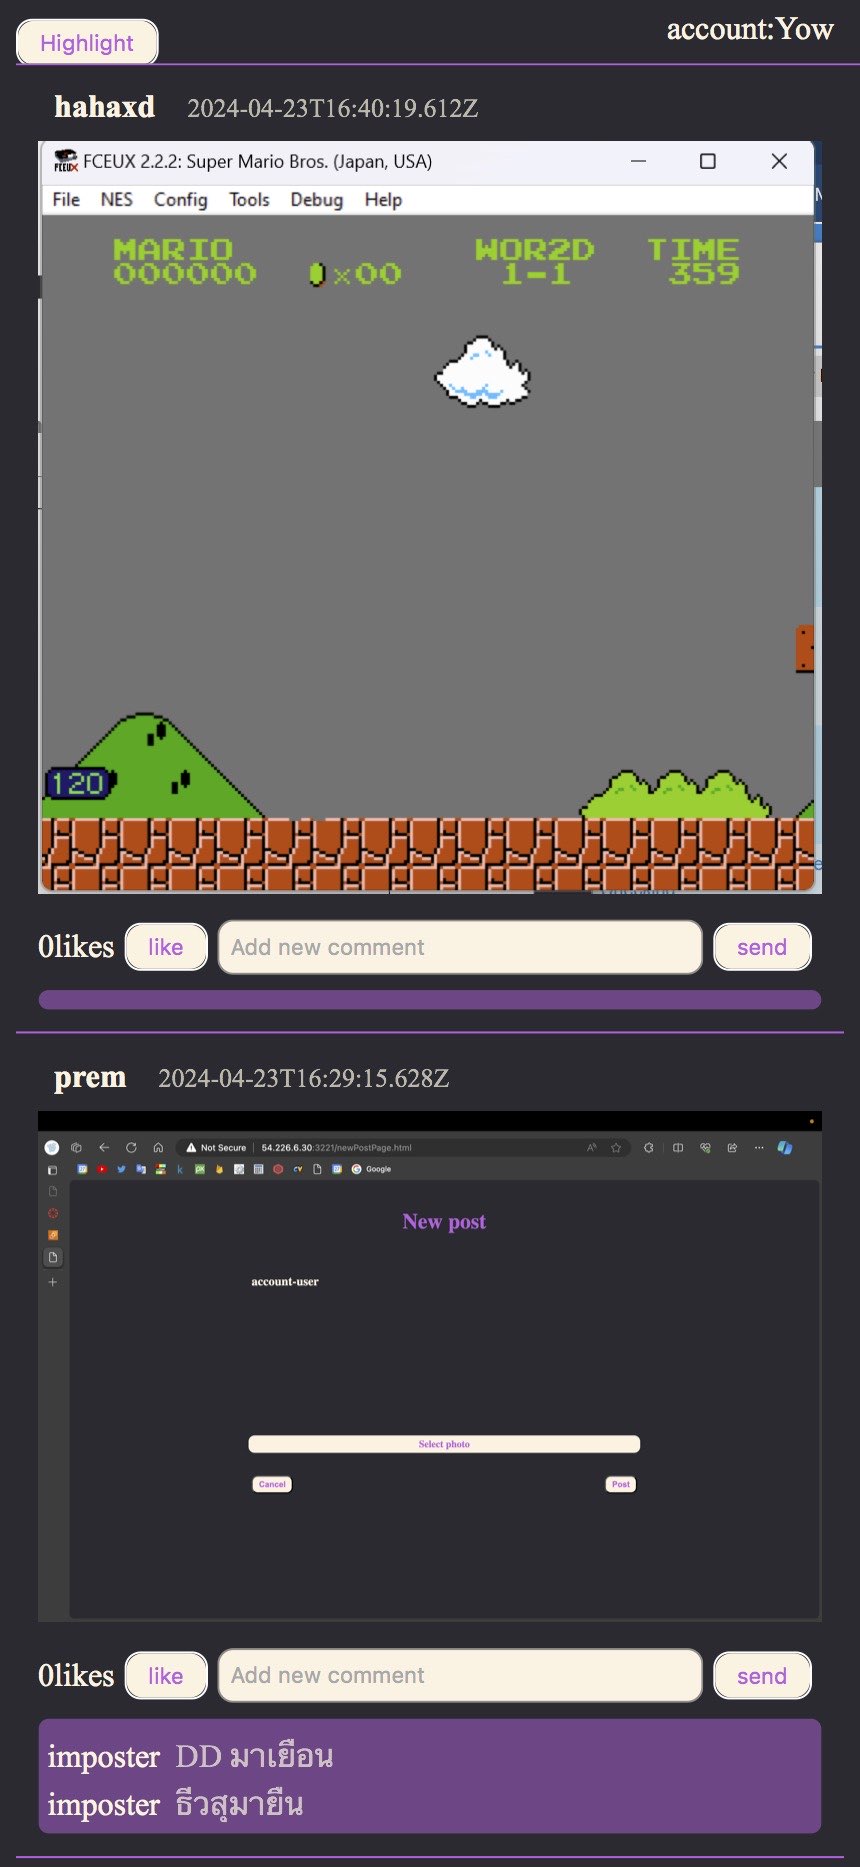 Highlight
account:Yow
hahaxd 2024-04-23T16:40:19.612Z
FCEUX 2.2.2: Super Mario Bros. (Japan, USA)
File NES Config Tools Debug Help
MARIO WOR2D TIME
000000 ×00 1-1 359
120
0likes like Add new comment send
prem 2024-04-23T16:29:15.628Z
Not Secure 54.226.6.30:3221/newPostPage.html
Google
New post
account-user
Select photo
Cancel Post
0likes like Add new comment send
imposter DD มาเยือน
imposter ธีวสุมายืน